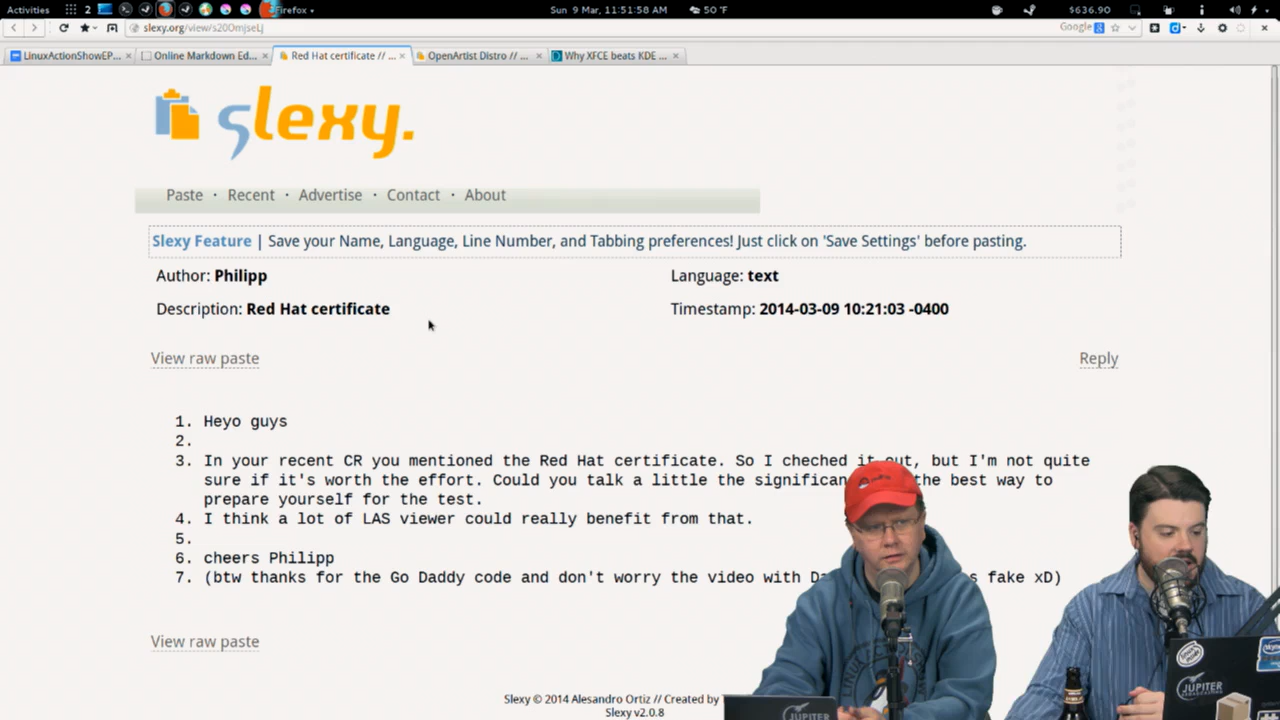 Activities 2 Firefox Sun 9 Mar, 11:51:58 AM 50 °F $636.90
slexy.org/view/s20OmjseLj Google
LinuxActionShowEP... Online Markdown Ed... Red Hat certificate // ... OpenArtist Distro // ... Why XFCE beats KDE ...
slexy.
Paste · Recent · Advertise · Contact · About
Slexy Feature | Save your Name, Language, Line Number, and Tabbing preferences! Just click on 'Save Settings' before pasting.
Author: Philipp Language: text
Description: Red Hat certificate Timestamp: 2014-03-09 10:21:03 -0400
View raw paste Reply
1. Heyo guys
2.
3. In your recent CR you mentioned the Red Hat certificate. So I cheched it out, but I'm not quite
sure if it's worth the effort. Could you talk a little the significan the best way to
prepare yourself for the test.
4. I think a lot of LAS viewer could really benefit from that.
5.
6. cheers Philipp
7. (btw thanks for the Go Daddy code and don't worry the video with fake xD)
View raw paste
Slexy © 2014 Alesandro Ortiz // Created by
Slexy v2.0.8
JUPITER
JUPITER